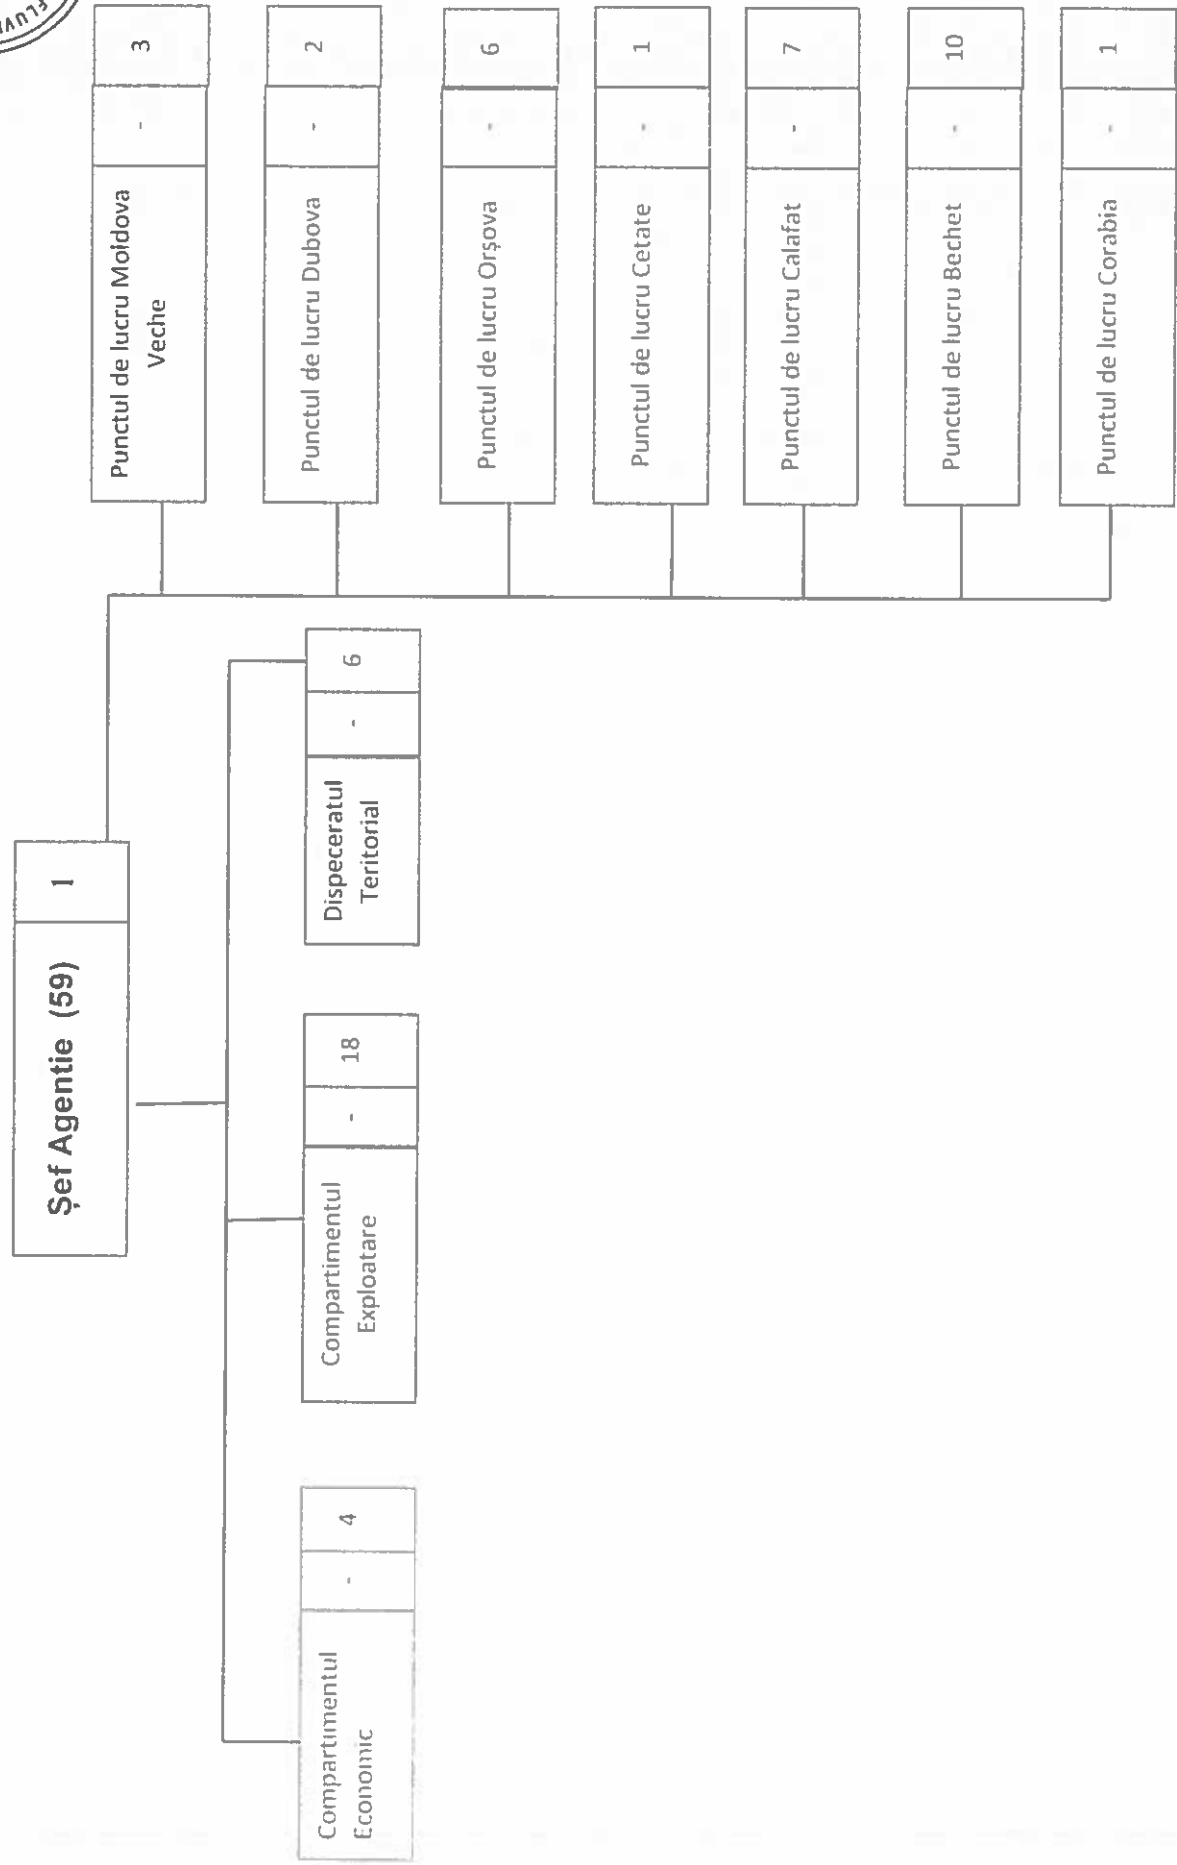 Șef Agentie (59)
1
Compartimentul
Economic
-
4
Compartimentul
Exploatare
-
18
Dispeceratul
Teritorial
-
6
Punctul de lucru Moldova
Veche
-
3
Punctul de lucru Dubova
-
2
Punctul de lucru Orșova
-
6
Punctul de lucru Cetate
-
1
Punctul de lucru Calafat
-
7
Punctul de lucru Bechet
-
10
Punctul de lucru Corabia
-
1